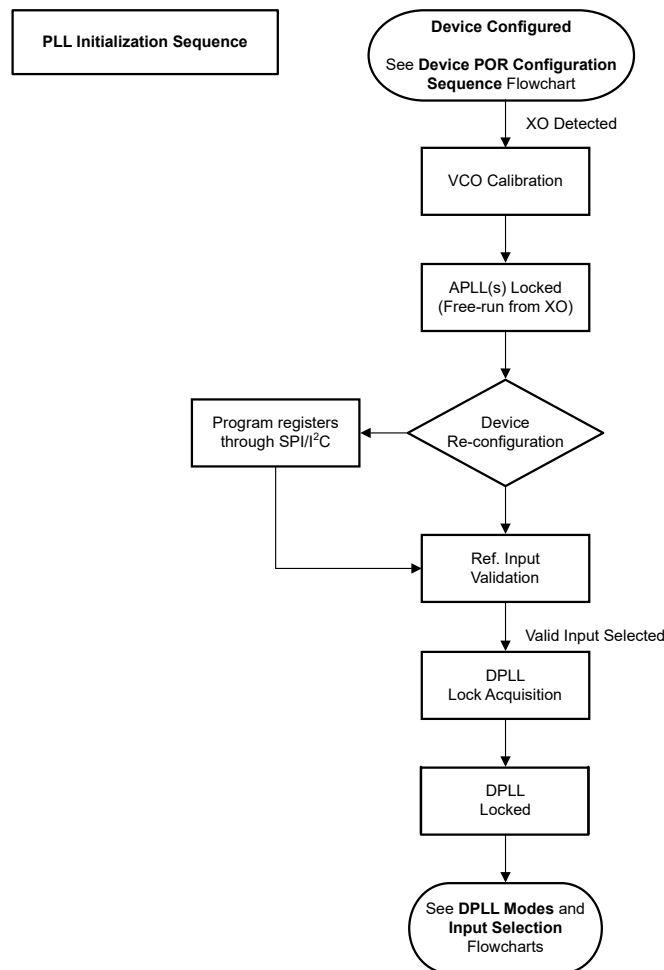 PLL Initialization Sequence
Device Configured
See Device POR Configuration
Sequence Flowchart
XO Detected
VCO Calibration
APLL(s) Locked
(Free-run from XO)
Device
Re-configuration
Program registers
through SPI/I²C
Ref. Input
Validation
Valid Input Selected
DPLL
Lock Acquisition
DPLL
Locked
See DPLL Modes and
Input Selection
Flowcharts